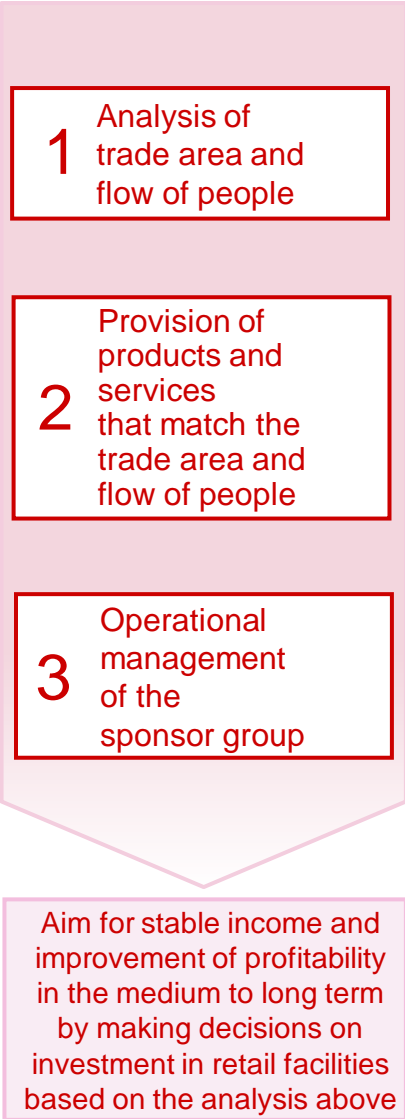 1
Analysis of
trade area and
flow of people
2
Provision of
products and
services
that match the
trade area and
flow of people
3
Operational
management
of the
sponsor group
Aim for stable income and
improvement of profitability
in the medium to long term
by making decisions on
investment in retail facilities
based on the analysis above